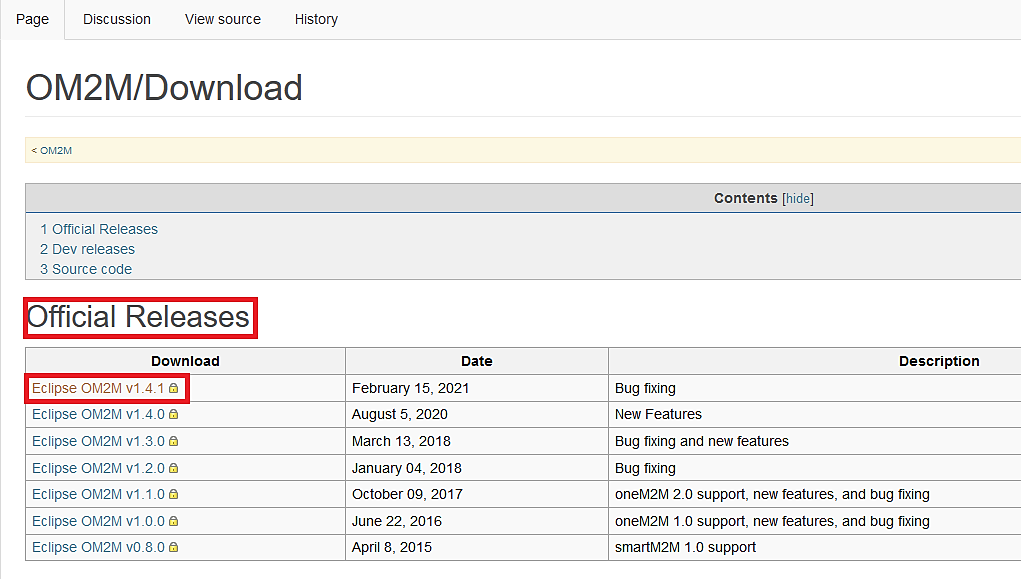 Page Discussion View source History
OM2M/Download
< OM2M
Contents [hide]
1 Official Releases
2 Dev releases
3 Source code
Official Releases
Download Date Description
Eclipse OM2M v1.4.1 February 15, 2021 Bug fixing
Eclipse OM2M v1.4.0 August 5, 2020 New Features
Eclipse OM2M v1.3.0 March 13, 2018 Bug fixing and new features
Eclipse OM2M v1.2.0 January 04, 2018 Bug fixing
Eclipse OM2M v1.1.0 October 09, 2017 oneM2M 2.0 support, new features, and bug fixing
Eclipse OM2M v1.0.0 June 22, 2016 oneM2M 1.0 support, new features, and bug fixing
Eclipse OM2M v0.8.0 April 8, 2015 smartM2M 1.0 support